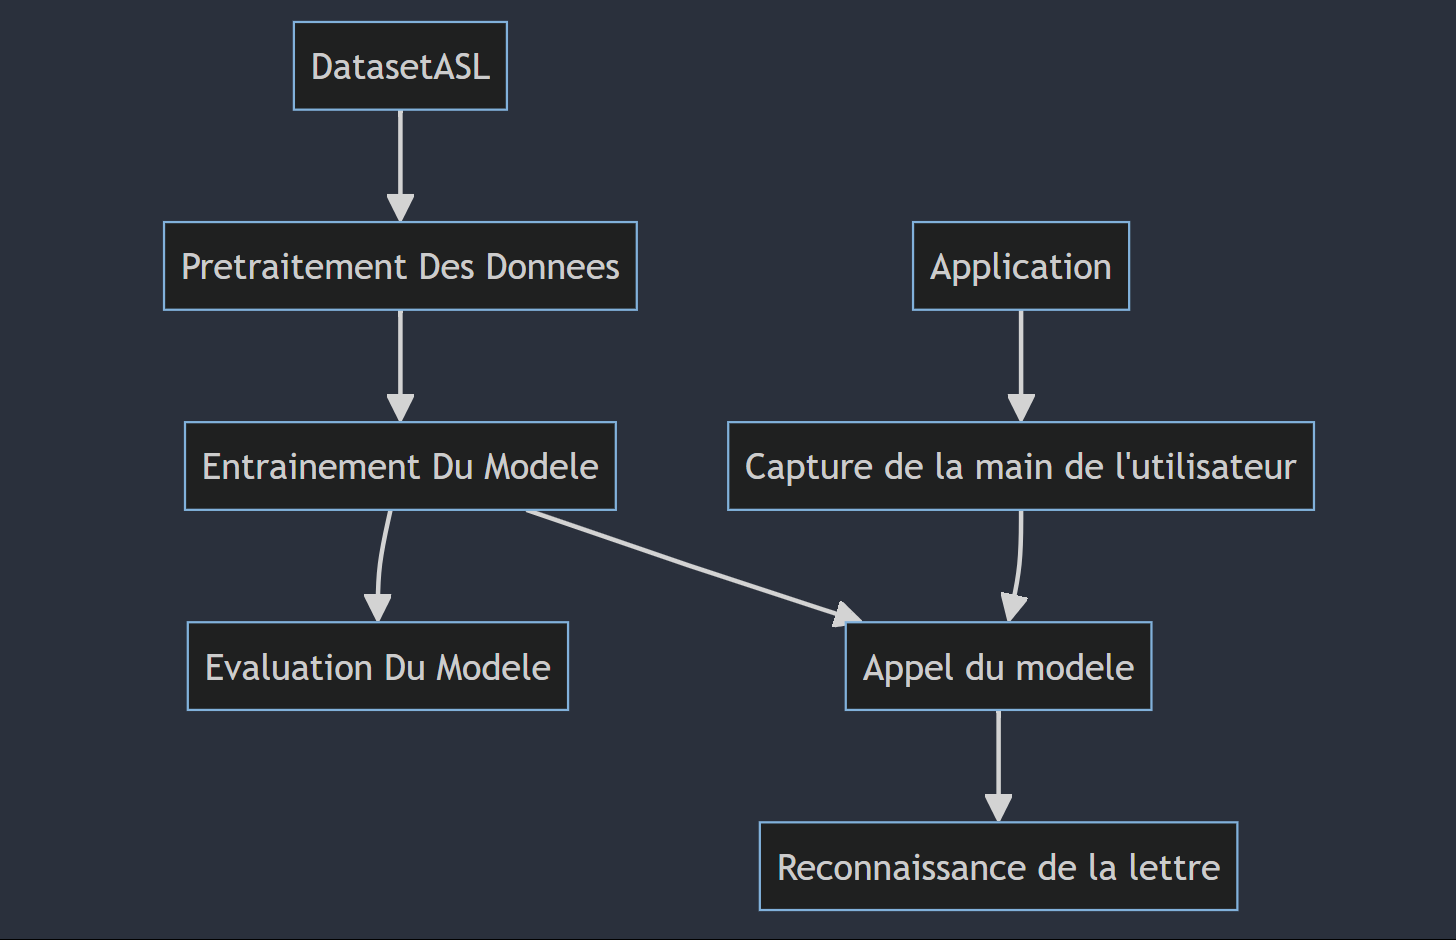 DatasetASL
Pretraitement Des Donnees
Application
Entrainement Du Modele
Capture de la main de l'utilisateur
Evaluation Du Modele
Appel du modele
Reconnaissance de la lettre